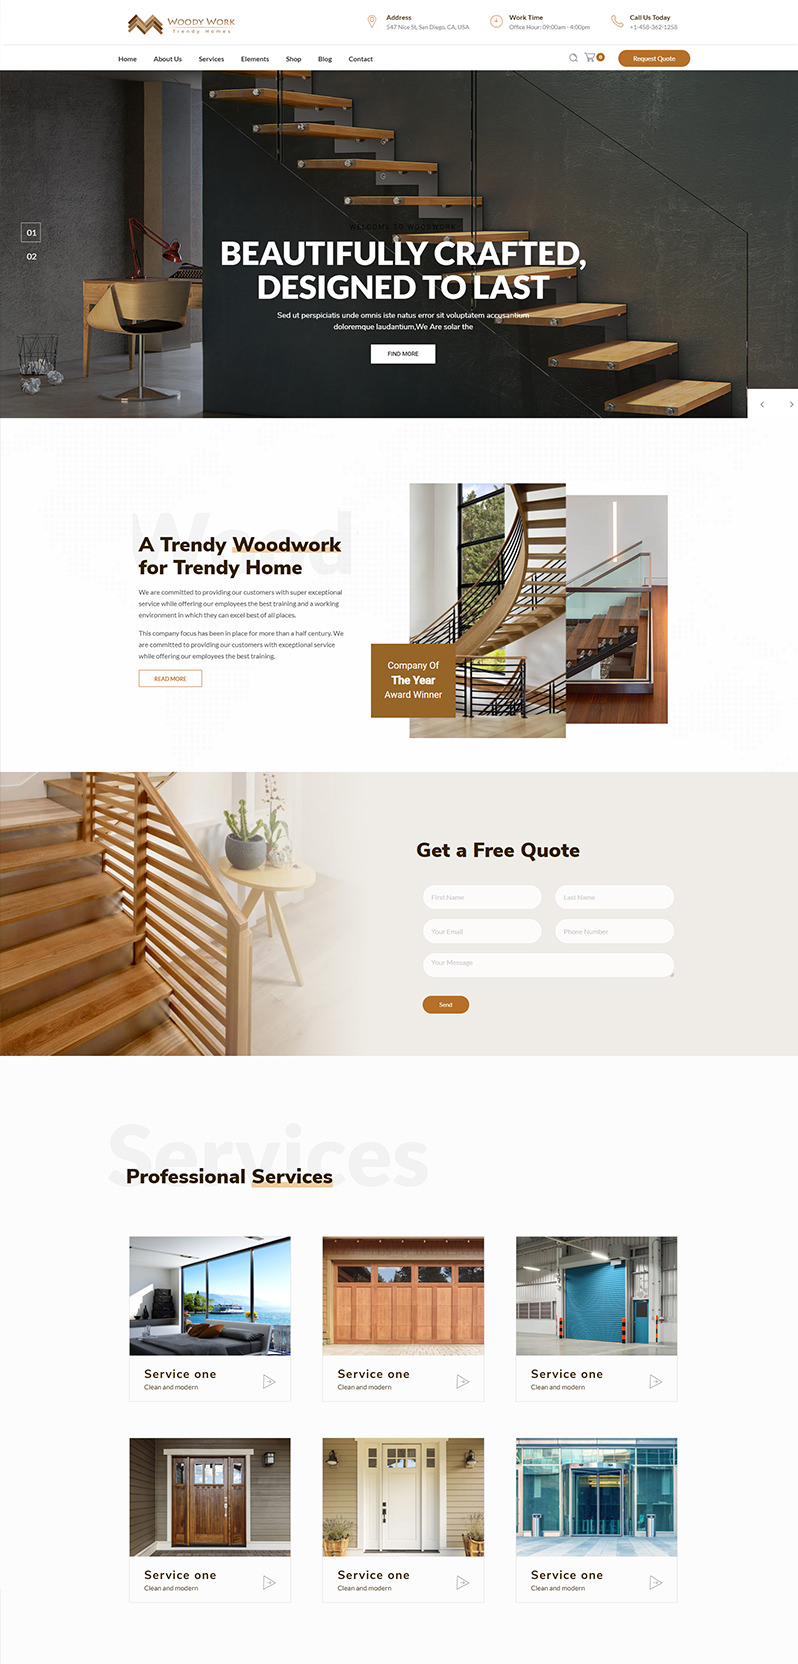 WOODY WORK
Trendy Homes
Address
547 Nice St, San Diego, CA, USA
Work Time
Office Hour: 09:00am - 4:00pm
Call Us Today
+1-458-362-1258
Home
About Us
Services
Elements
Shop
Blog
Contact
0
Request Quote
01
02
WELCOME TO WOODWORK
BEAUTIFULLY CRAFTED,
DESIGNED TO LAST
Sed ut perspiciatis unde omnis iste natus error sit voluptatem accusantium
doloremque laudantium,We Are solar the
FIND MORE
Wood
A Trendy Woodwork
for Trendy Home
We are committed to providing our customers with super exceptional
service while offering our employees the best training and a working
environment in which they can excel best of all places.
This company focus has been in place for more than a half century. We
are committed to providing our customers with exceptional service
while offering our employees the best training.
READ MORE
Company Of
The Year
Award Winner
Get a Free Quote
First Name
Last Name
Your Email
Phone Number
Your Message
Send
Services
Professional Services
Service one
Clean and modern
Service one
Clean and modern
Service one
Clean and modern
Service one
Clean and modern
Service one
Clean and modern
Service one
Clean and modern